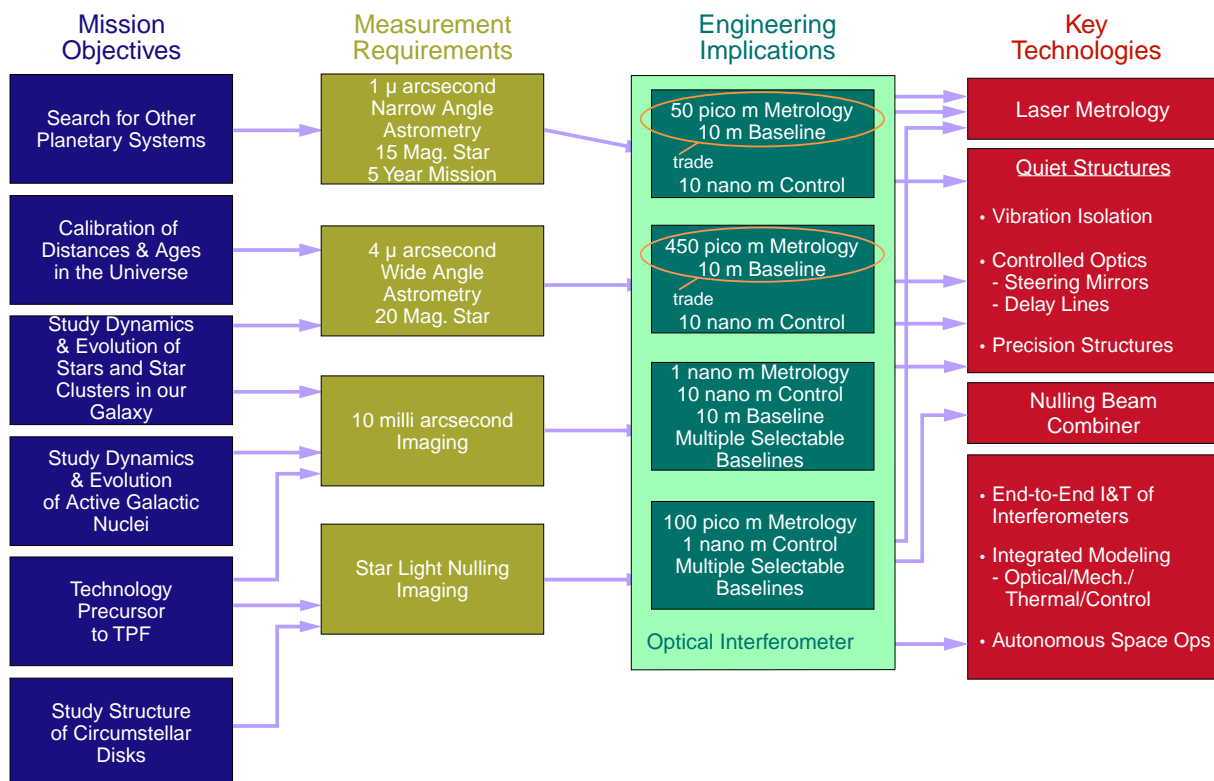 Mission
Objectives
Search for Other
Planetary Systems
Calibration of
Distances & Ages
in the Universe
Study Dynamics
& Evolution of
Stars and Star
Clusters in our
Galaxy
Study Dynamics
& Evolution
of Active Galactic
Nuclei
Technology
Precursor
to TPF
Study Structure
of Circumstellar
Disks
Measurement
Requirements
1 µ arcsecond
Narrow Angle
Astrometry
15 Mag. Star
5 Year Mission
4 µ arcsecond
Wide Angle
Astrometry
20 Mag. Star
10 milli arcsecond
Imaging
Star Light Nulling
Imaging
Engineering
Implications
50 pico m Metrology
10 m Baseline
trade
10 nano m Control
450 pico m Metrology
10 m Baseline
trade
10 nano m Control
1 nano m Metrology
10 nano m Control
10 m Baseline
Multiple Selectable
Baselines
100 pico m Metrology
1 nano m Control
Multiple Selectable
Baselines
Optical Interferometer
Key
Technologies
Laser Metrology
Quiet Structures
• Vibration Isolation
• Controlled Optics
- Steering Mirrors
- Delay Lines
• Precision Structures
Nulling Beam
Combiner
• End-to-End I&T of
Interferometers
• Integrated Modeling
- Optical/Mech./
Thermal/Control
• Autonomous Space Ops